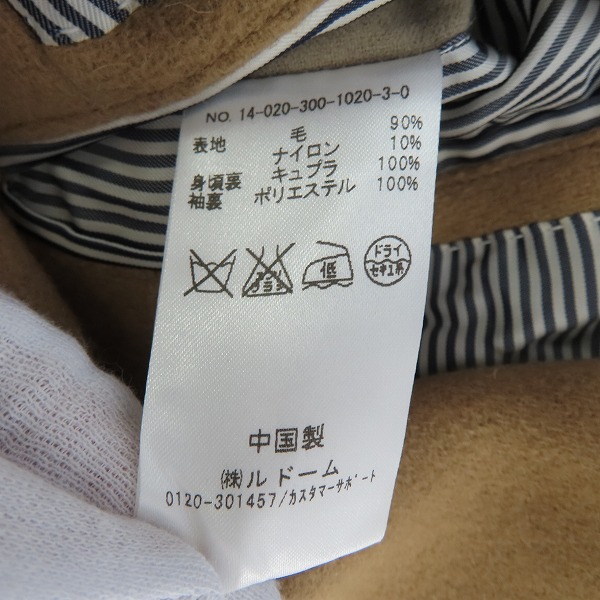 NO. 14-020-300-1020-3-0
表地 毛 90%
ナイロン 10%
身頃裏 キュプラ 100%
袖裏 ポリエステル 100%
低
ドライ
セキユ系
中国製
㈱ルドーム
0120-301457/カスタマーサポート